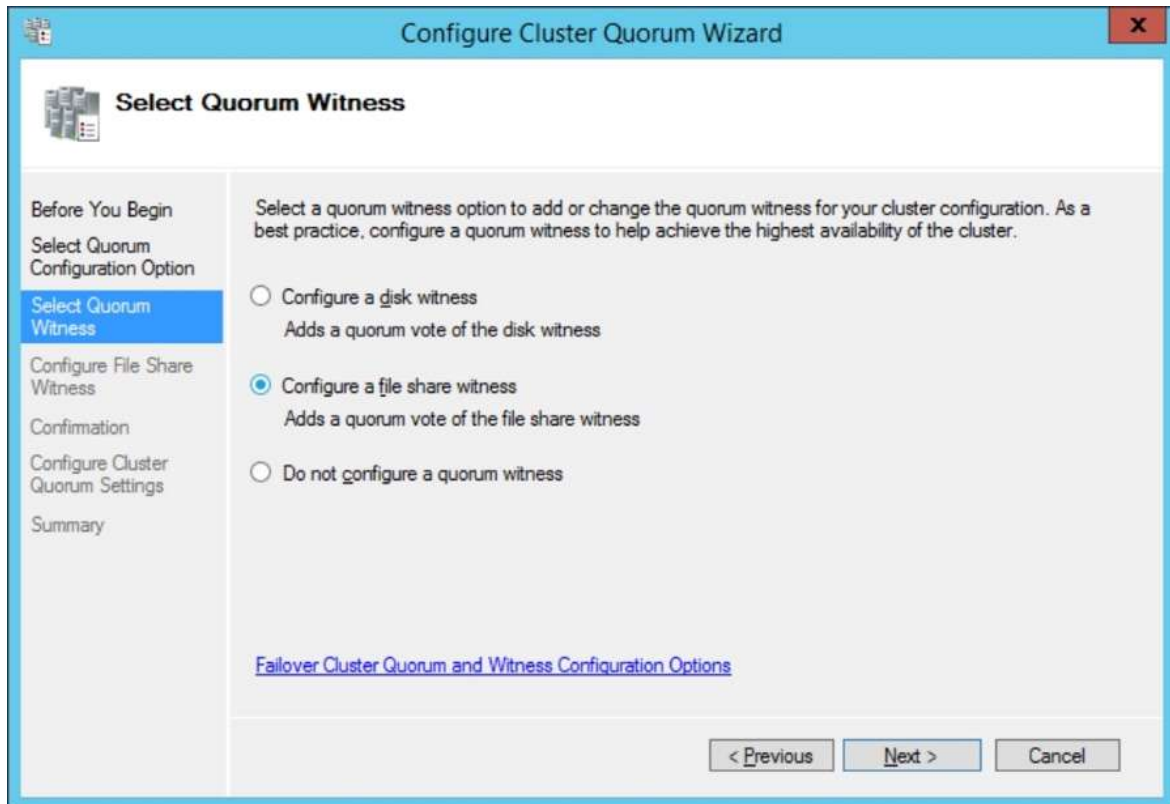 Configure Cluster Quorum Wizard
x
Select Quorum Witness
Before You Begin
Select Quorum
Configuration Option
Select Quorum
Witness
Configure File Share
Witness
Confirmation
Configure Cluster
Quorum Settings
Summary
Select a quorum witness option to add or change the quorum witness for your cluster configuration. As a
best practice, configure a quorum witness to help achieve the highest availability of the cluster.
Configure a disk witness
Adds a quorum vote of the disk witness
Configure a file share witness
Adds a quorum vote of the file share witness
Do not configure a quorum witness
Failover Cluster Quorum and Witness Configuration Options
< Previous
Next >
Cancel